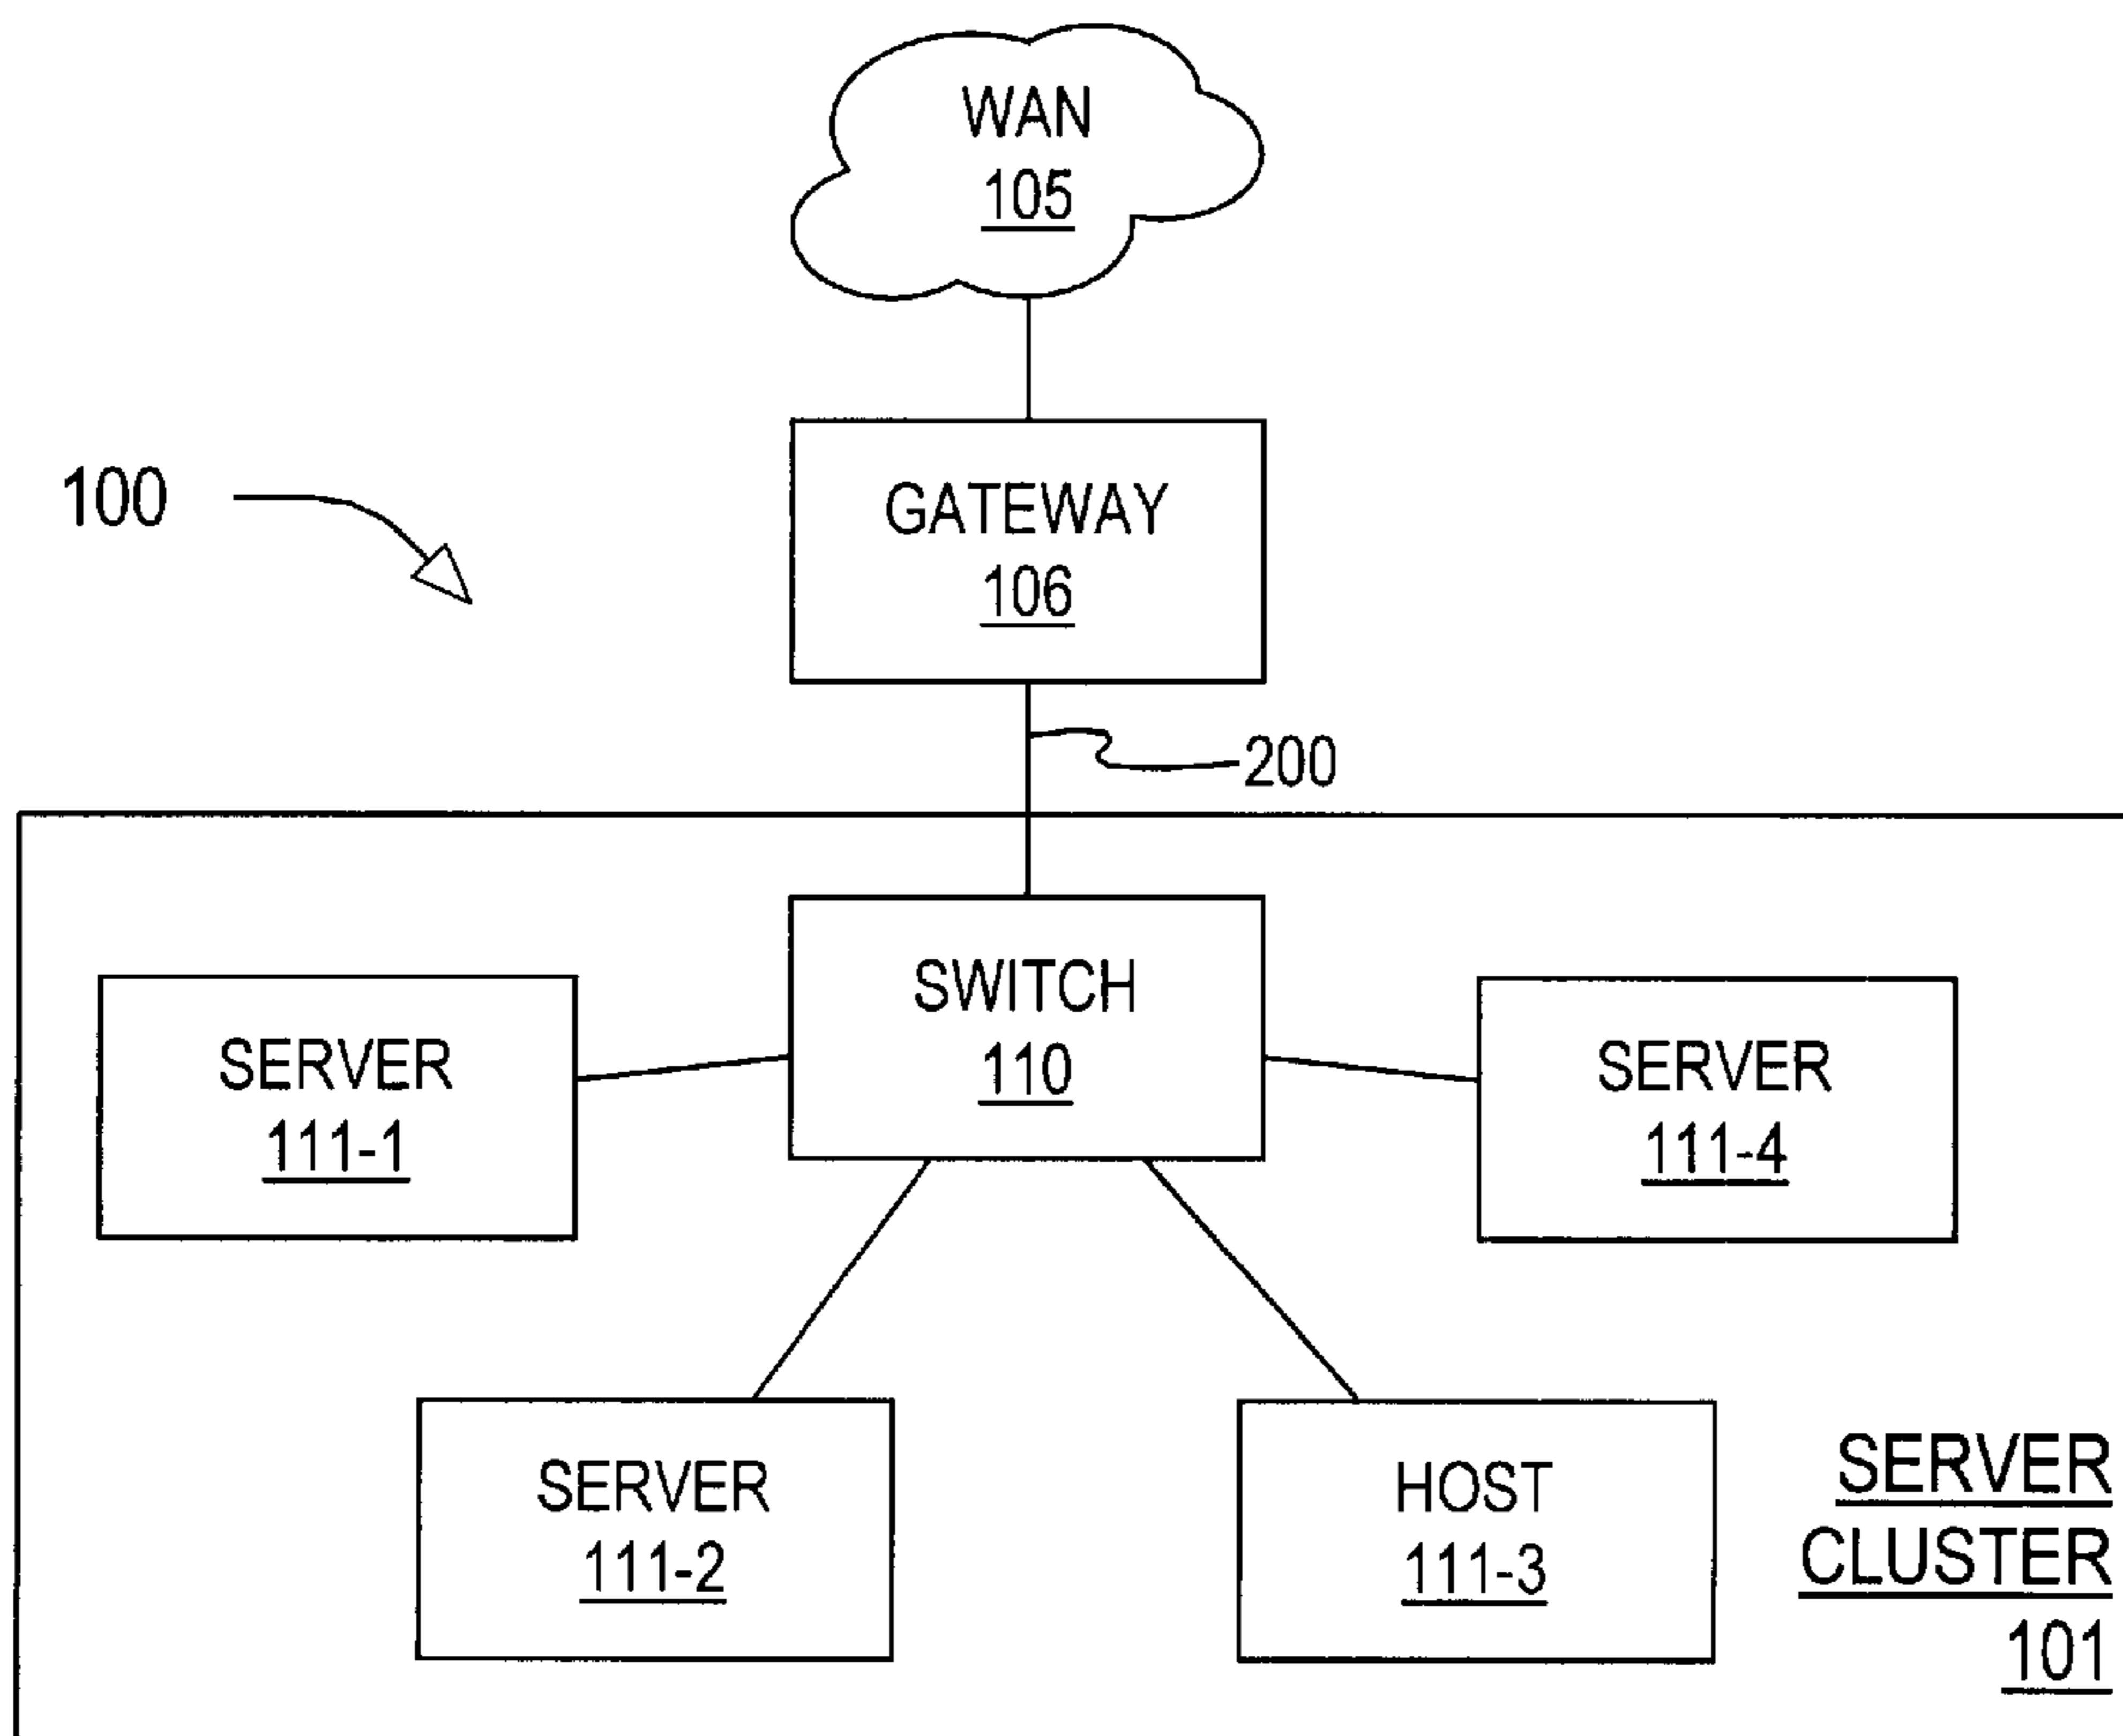 WAN
105
100
GATEWAY
106
200
SWITCH
110
SERVER
111-1
SERVER
111-4
SERVER
111-2
HOST
111-3
SERVER
CLUSTER
101